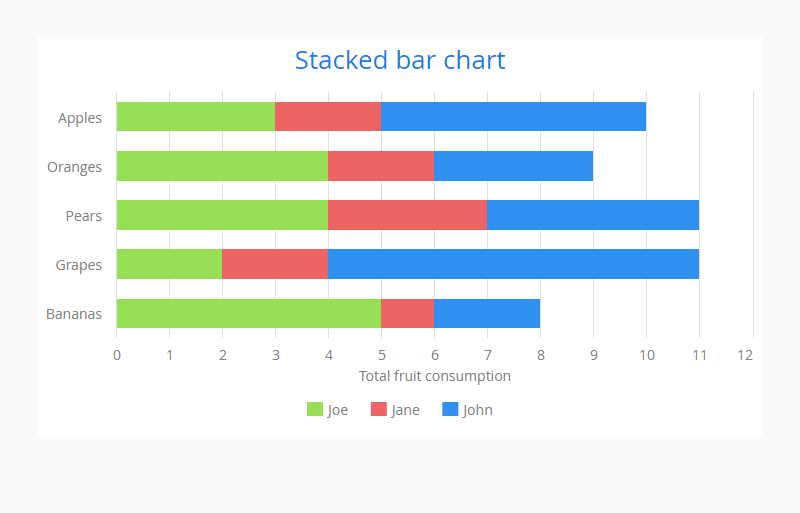 Stacked bar chart
Apples
Oranges
Pears
Grapes
Bananas
0 1 2 3 4 5 6 7 8 9 10 11 12
Total fruit consumption
Joe Jane John